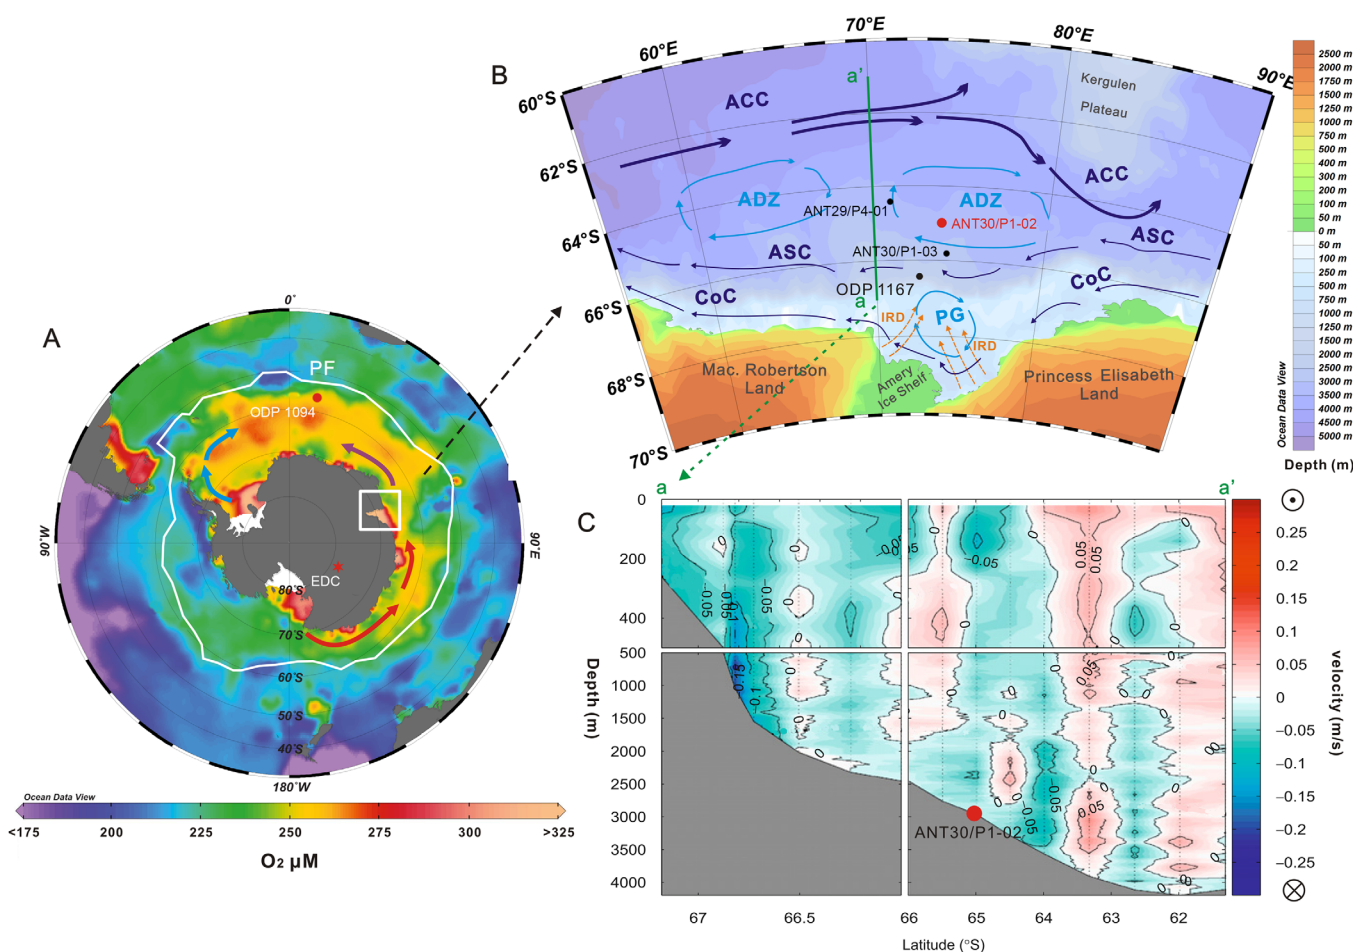 A
0°
PF
ODP 1094
90°W
90°E
EDC
80°S
70°S
60°S
50°S
40°S
180°W
Ocean Data View
<175 200 225 250 275 300 >325
O₂ µM
B
60°E
70°E
80°E
90°E
60°S
62°S
64°S
66°S
68°S
70°S
a'
ACC
Kergulen
Plateau
ACC
ADZ
ADZ
ANT29/P4-01
ANT30/P1-02
ASC
ASC
ANT30/P1-03
CoC
CoC
ODP 1167
a
IRD
PG
IRD
Mac. Robertson
Land
Amery
Ice Shelf
Princess Elisabeth
Land
2500 m
2000 m
1750 m
1500 m
1250 m
1000 m
750 m
500 m
400 m
300 m
200 m
100 m
50 m
0 m
50 m
100 m
200 m
250 m
300 m
500 m
750 m
1000 m
1250 m
1500 m
1750 m
2000 m
2500 m
3000 m
3500 m
4000 m
4500 m
5000 m
Ocean Data View
Depth (m)
C
a
a'
0
200
400
500
1000
1500
2000
2500
3000
3500
4000
Depth (m)
ANT30/P1-02
67 66.5 66 65 64 63 62
Latitude (°S)
0.25
0.20
0.15
0.10
0.05
0
−0.05
−0.10
−0.15
−0.20
−0.25
velocity (m/s)